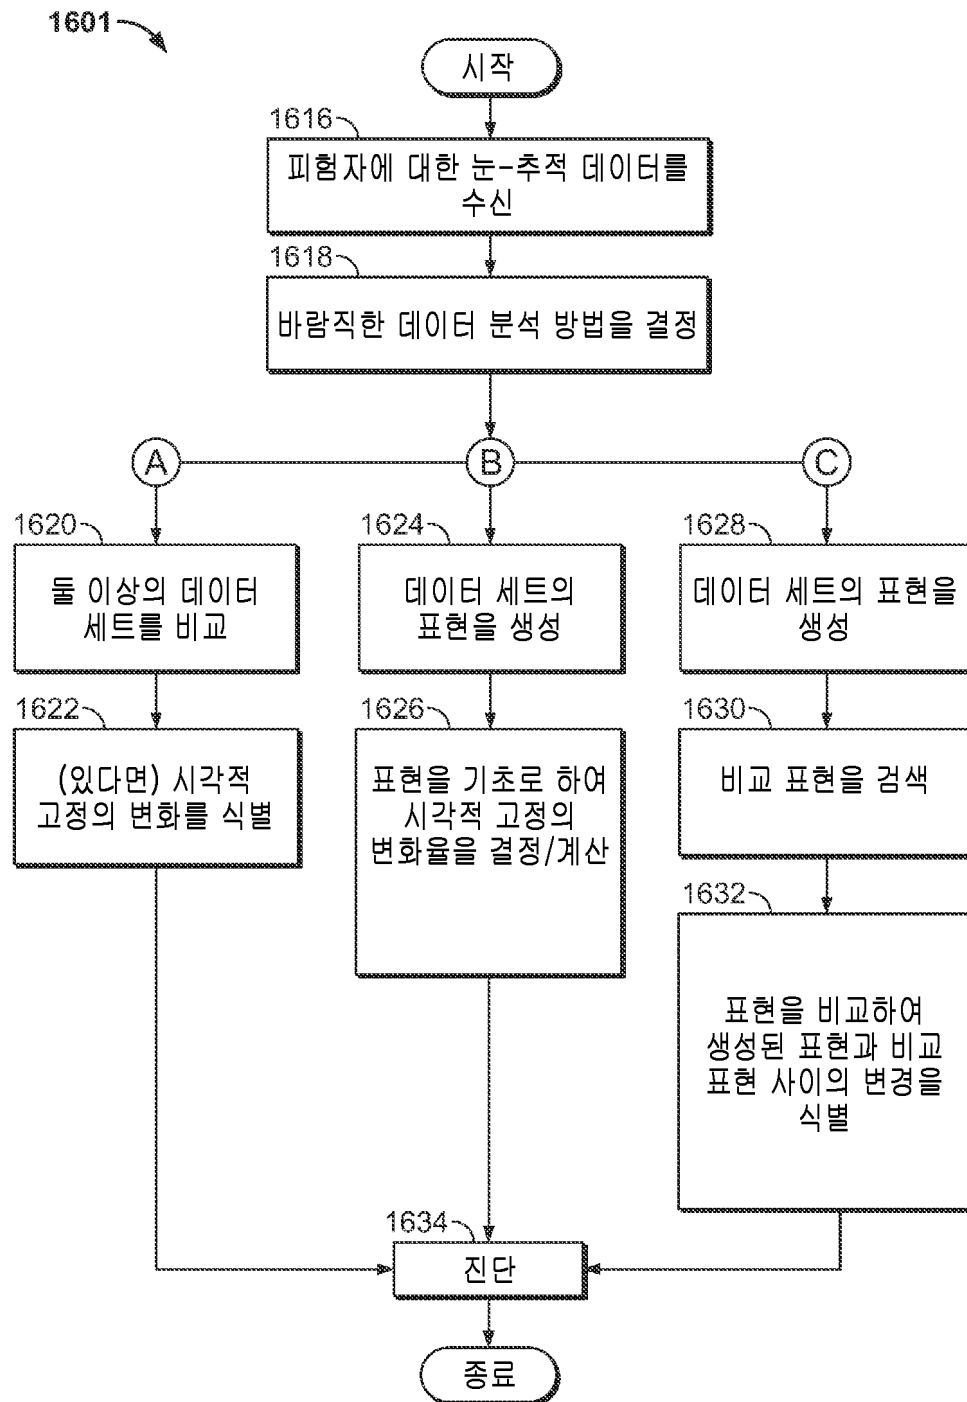 1601
시작
1616
피험자에 대한 눈-추적 데이터를
수신
1618
바람직한 데이터 분석 방법을 결정
A
B
C
1620
둘 이상의 데이터
세트를 비교
1622
(있다면) 시각적
고정의 변화를 식별
1624
데이터 세트의
표현을 생성
1626
표현을 기초로 하여
시각적 고정의
변화율을 결정/계산
1628
데이터 세트의 표현을
생성
1630
비교 표현을 검색
1632
표현을 비교하여
생성된 표현과 비교
표현 사이의 변경을
식별
1634
진단
종료